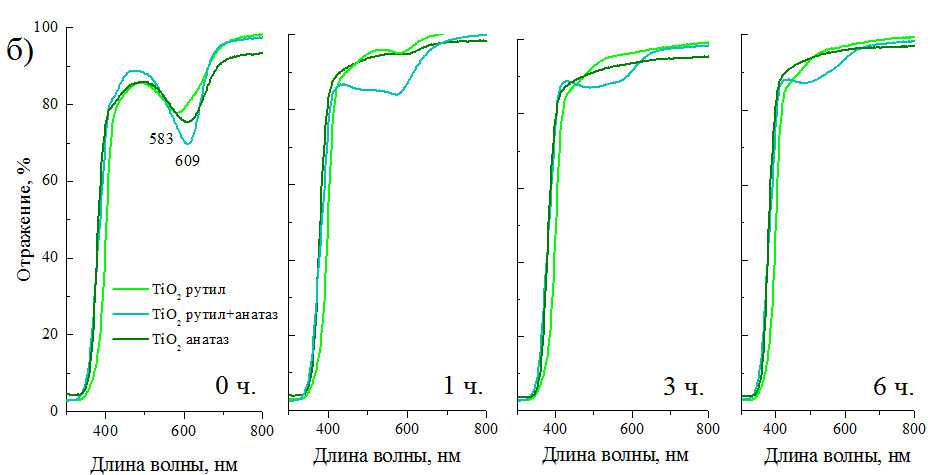 б)
Отражение, %
100
80
60
40
20
0
583
609
TiO2 рутил
TiO2 рутил+анатаз
TiO2 анатаз
0 ч.
1 ч.
3 ч.
6 ч.
400 600 800
400 600 800
400 600 800
400 600 800
Длина волны, нм
Длина волны, нм
Длина волны, нм
Длина волны, нм